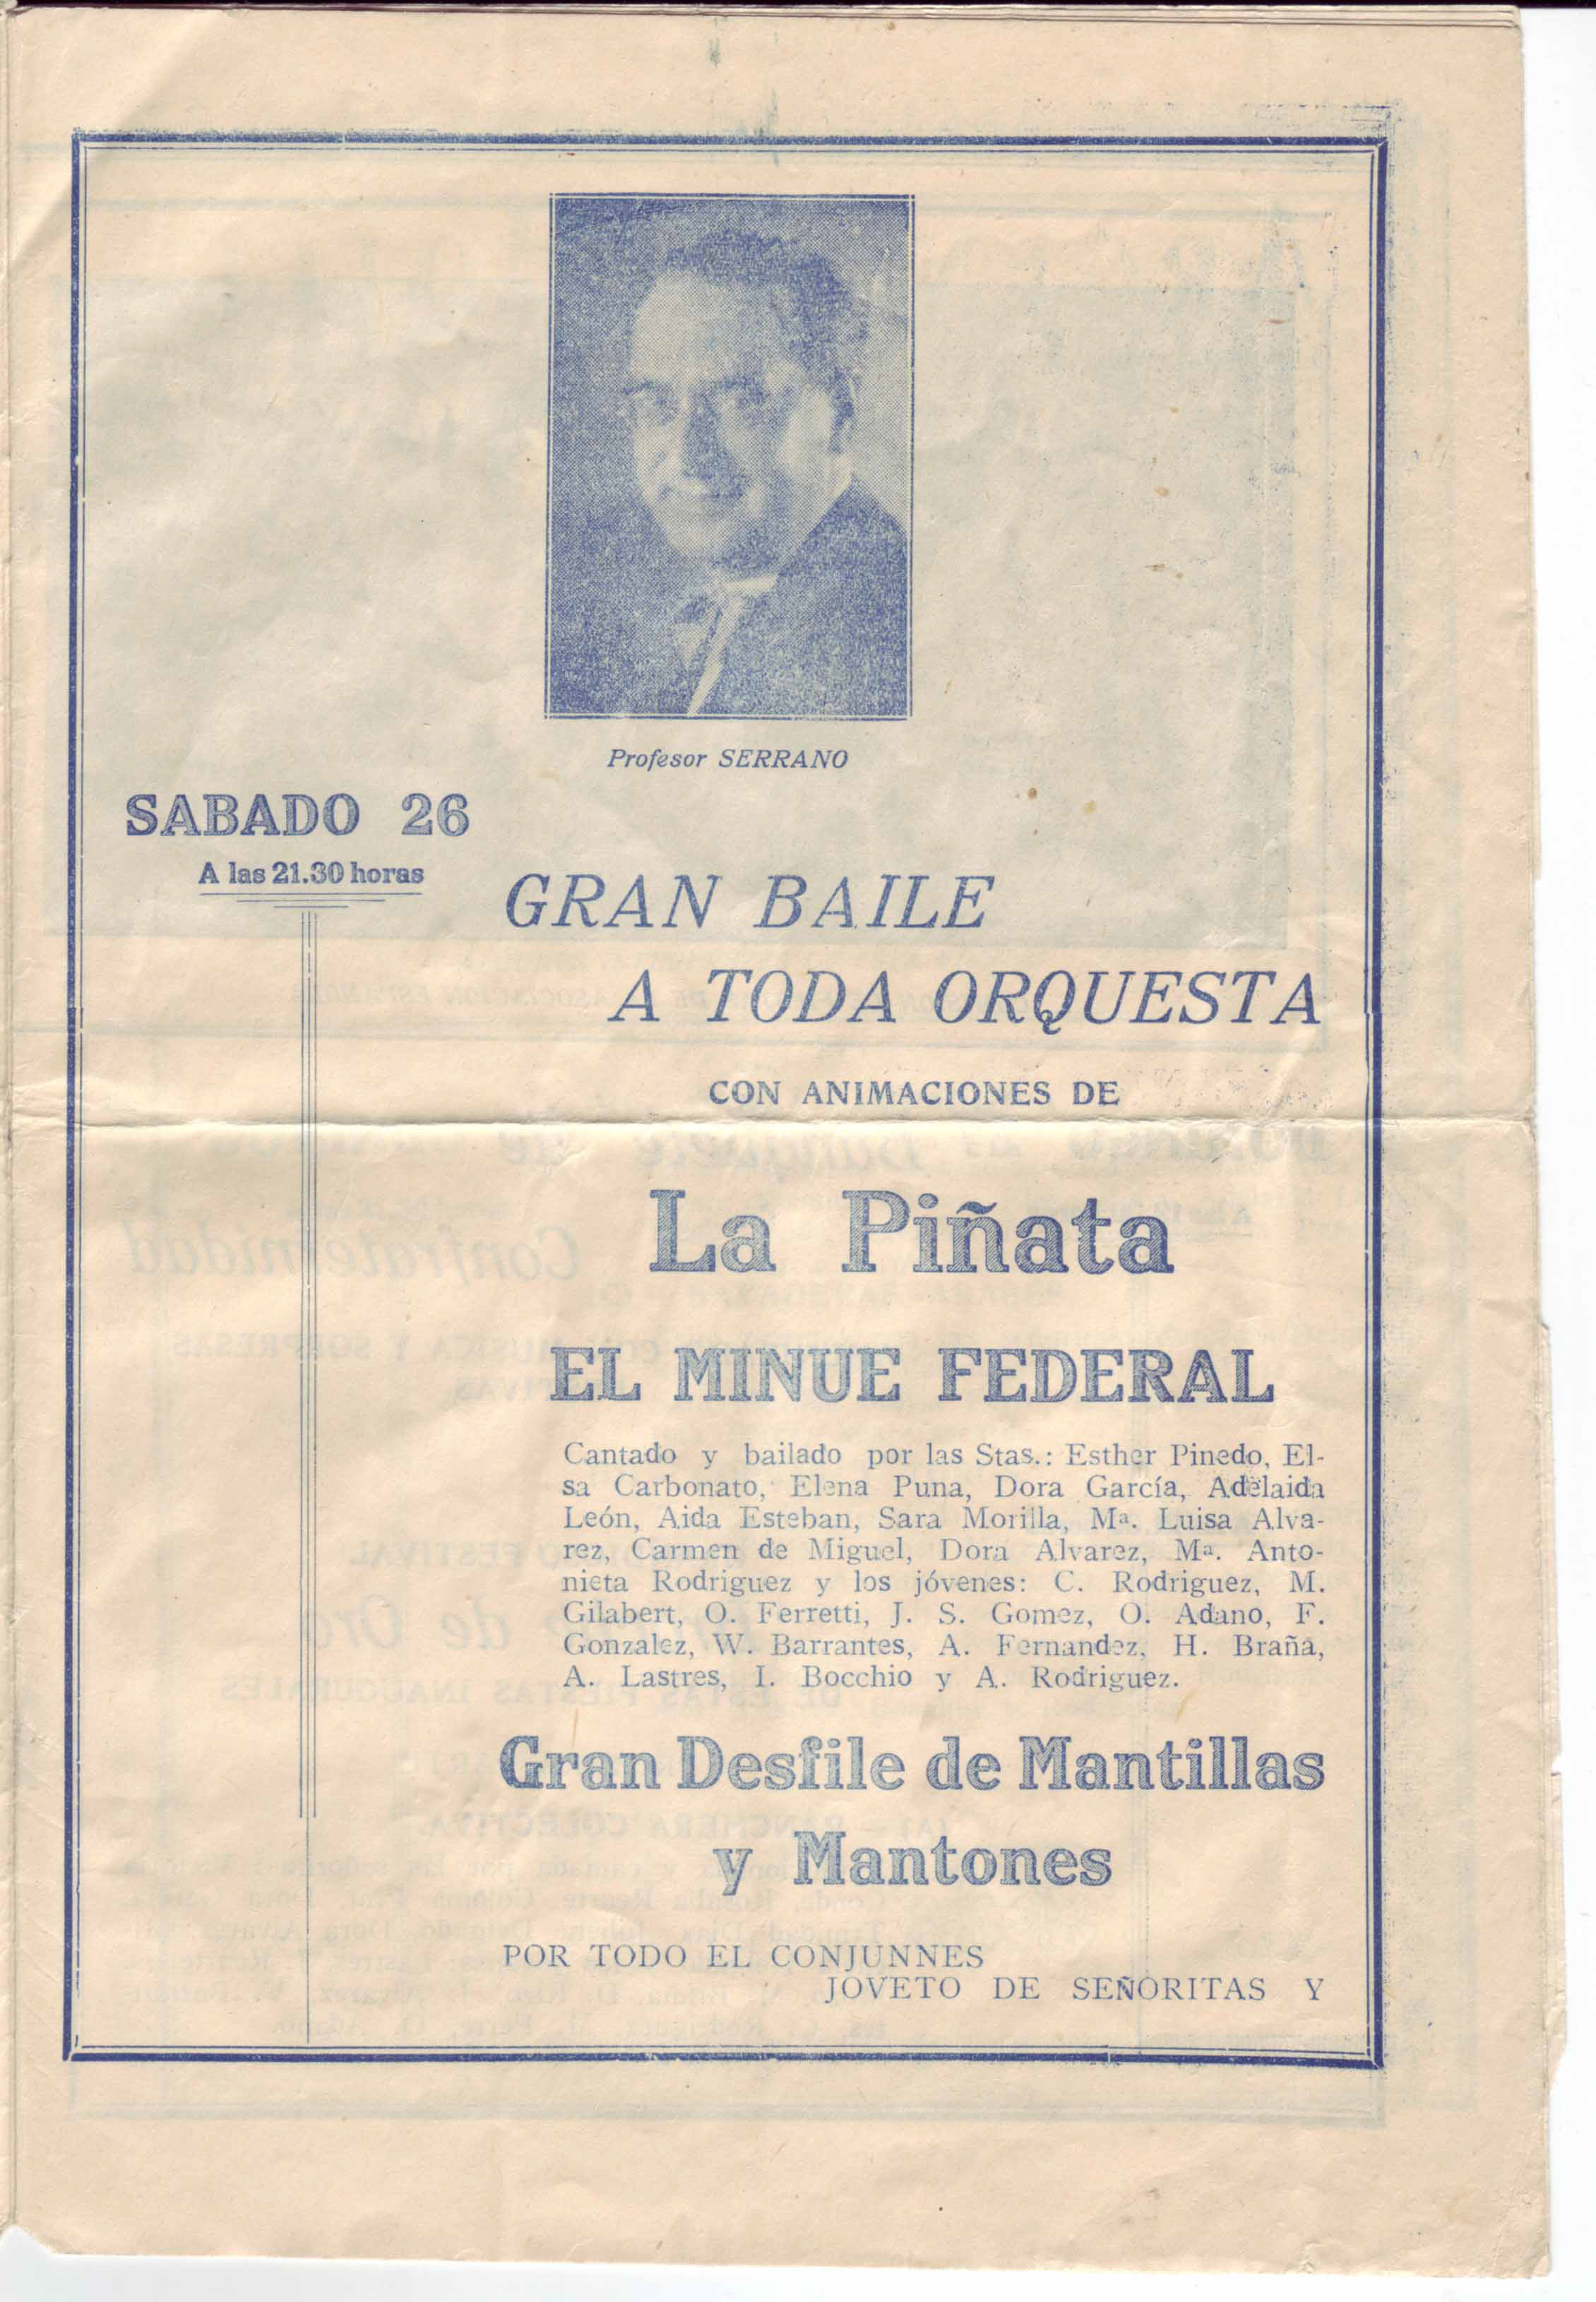 Profesor SERRANO
SABADO 26
A las 21.30 horas
GRAN BAILE
A TODA ORQUESTA
CON ANIMACIONES DE
La Piñata
EL MINUE FEDERAL
Cantado y bailado por las Stas.: Esther Pinedo, El-
sa Carbonato, Elena Puna, Dora García, Adelaida
León, Aida Esteban, Sara Morilla, Mª. Luisa Alva-
rez, Carmen de Miguel, Dora Alvarez, Mª. Anto-
nieta Rodriguez y los jóvenes: C. Rodriguez, M.
Gilabert, O. Ferretti, J. S. Gomez, O. Adano, F.
Gonzalez, W. Barrantes, A. Fernandez, H. Braña,
A. Lastres, I. Bocchio y A. Rodriguez.
Gran Desfile de Mantillas
y Mantones
POR TODO EL CONJUNNES
JOVETO DE SEÑORITAS Y